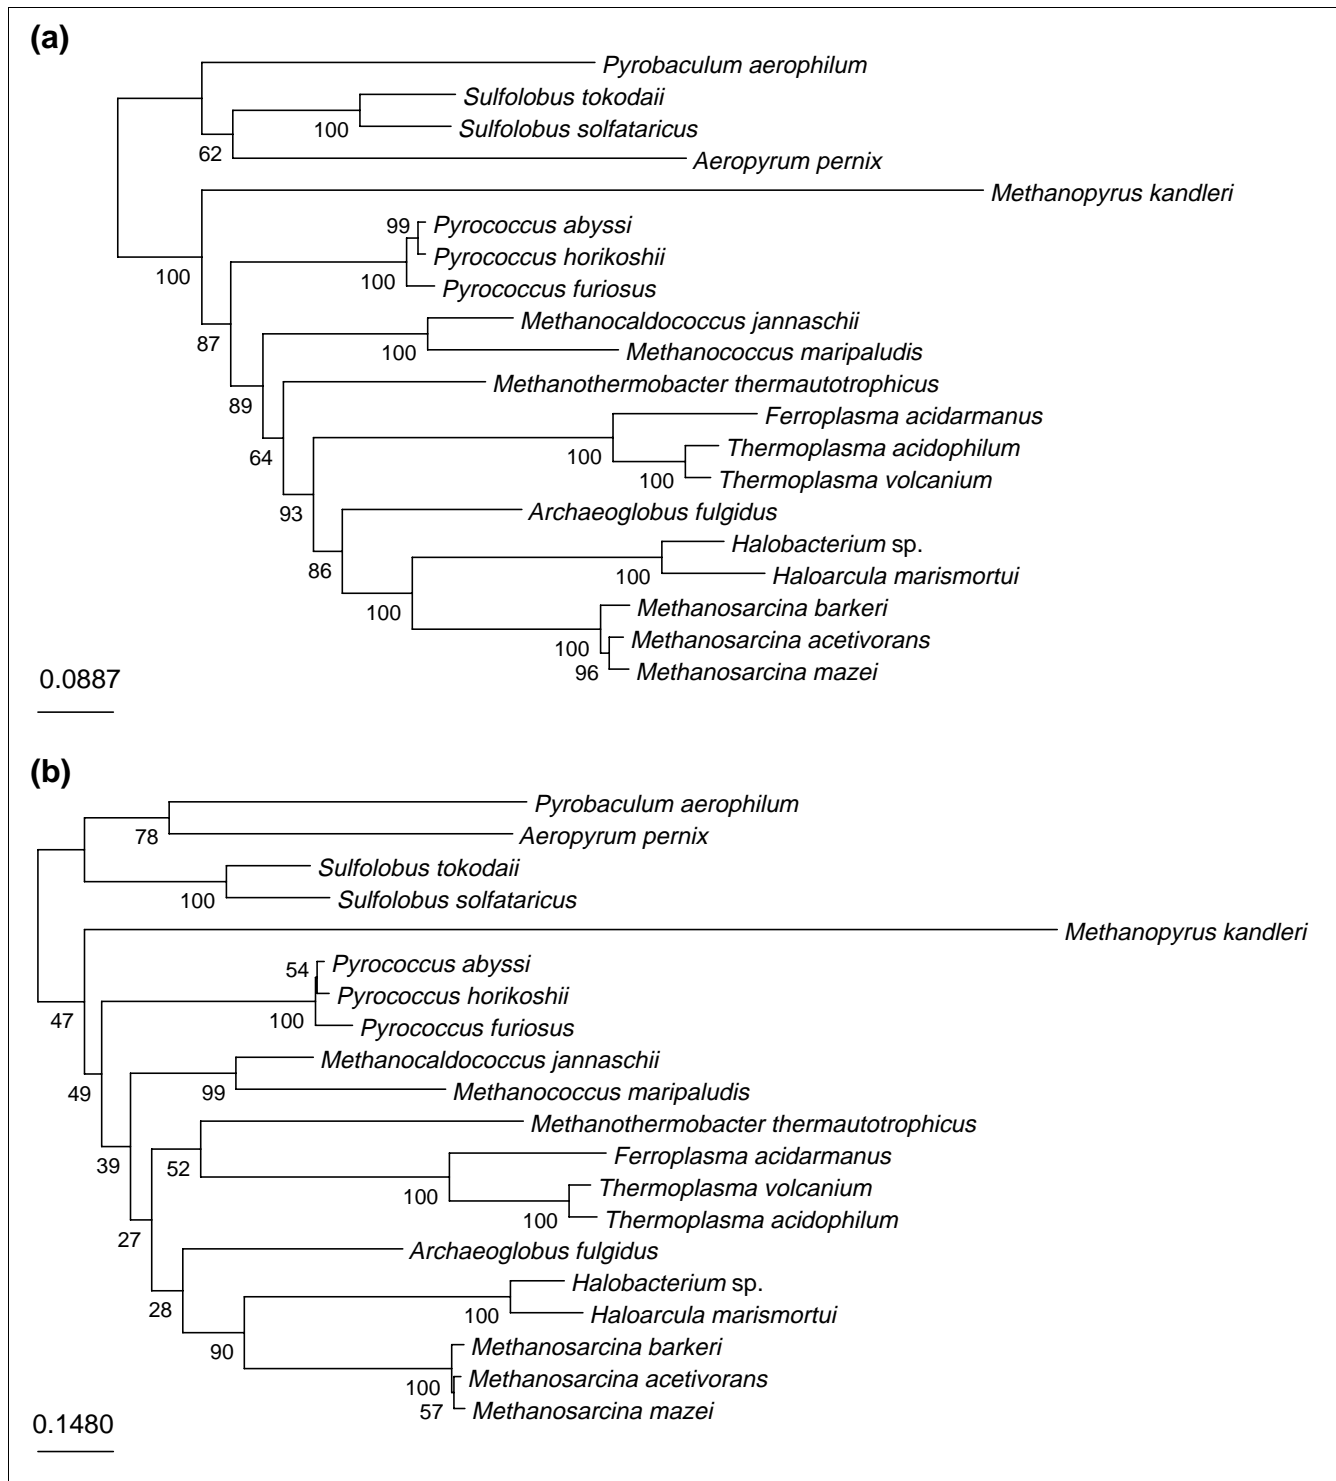 (a)
Pyrobaculum aerophilum
Sulfolobus tokodaii
100
Sulfolobus solfataricus
62
Aeropyrum pernix
Methanopyrus kandleri
99
Pyrococcus abyssi
Pyrococcus horikoshii
100
100
Pyrococcus furiosus
Methanocaldococcus jannaschii
87
100
Methanococcus maripaludis
Methanothermobacter thermautotrophicus
89
Ferroplasma acidarmanus
Thermoplasma acidophilum
64
100
100
Thermoplasma volcanium
93
Archaeoglobus fulgidus
Halobacterium sp.
86
100
Haloarcula marismortui
100
Methanosarcina barkeri
Methanosarcina acetivorans
100
96
Methanosarcina mazei
0.0887
(b)
Pyrobaculum aerophilum
78
Aeropyrum pernix
Sulfolobus tokodaii
100
Sulfolobus solfataricus
Methanopyrus kandleri
54
Pyrococcus abyssi
Pyrococcus horikoshii
47
100
Pyrococcus furiosus
Methanocaldococcus jannaschii
49
99
Methanococcus maripaludis
Methanothermobacter thermautotrophicus
39
52
Ferroplasma acidarmanus
Thermoplasma volcanium
100
100
Thermoplasma acidophilum
27
Archaeoglobus fulgidus
Halobacterium sp.
28
100
Haloarcula marismortui
90
Methanosarcina barkeri
Methanosarcina acetivorans
100
57
Methanosarcina mazei
0.1480